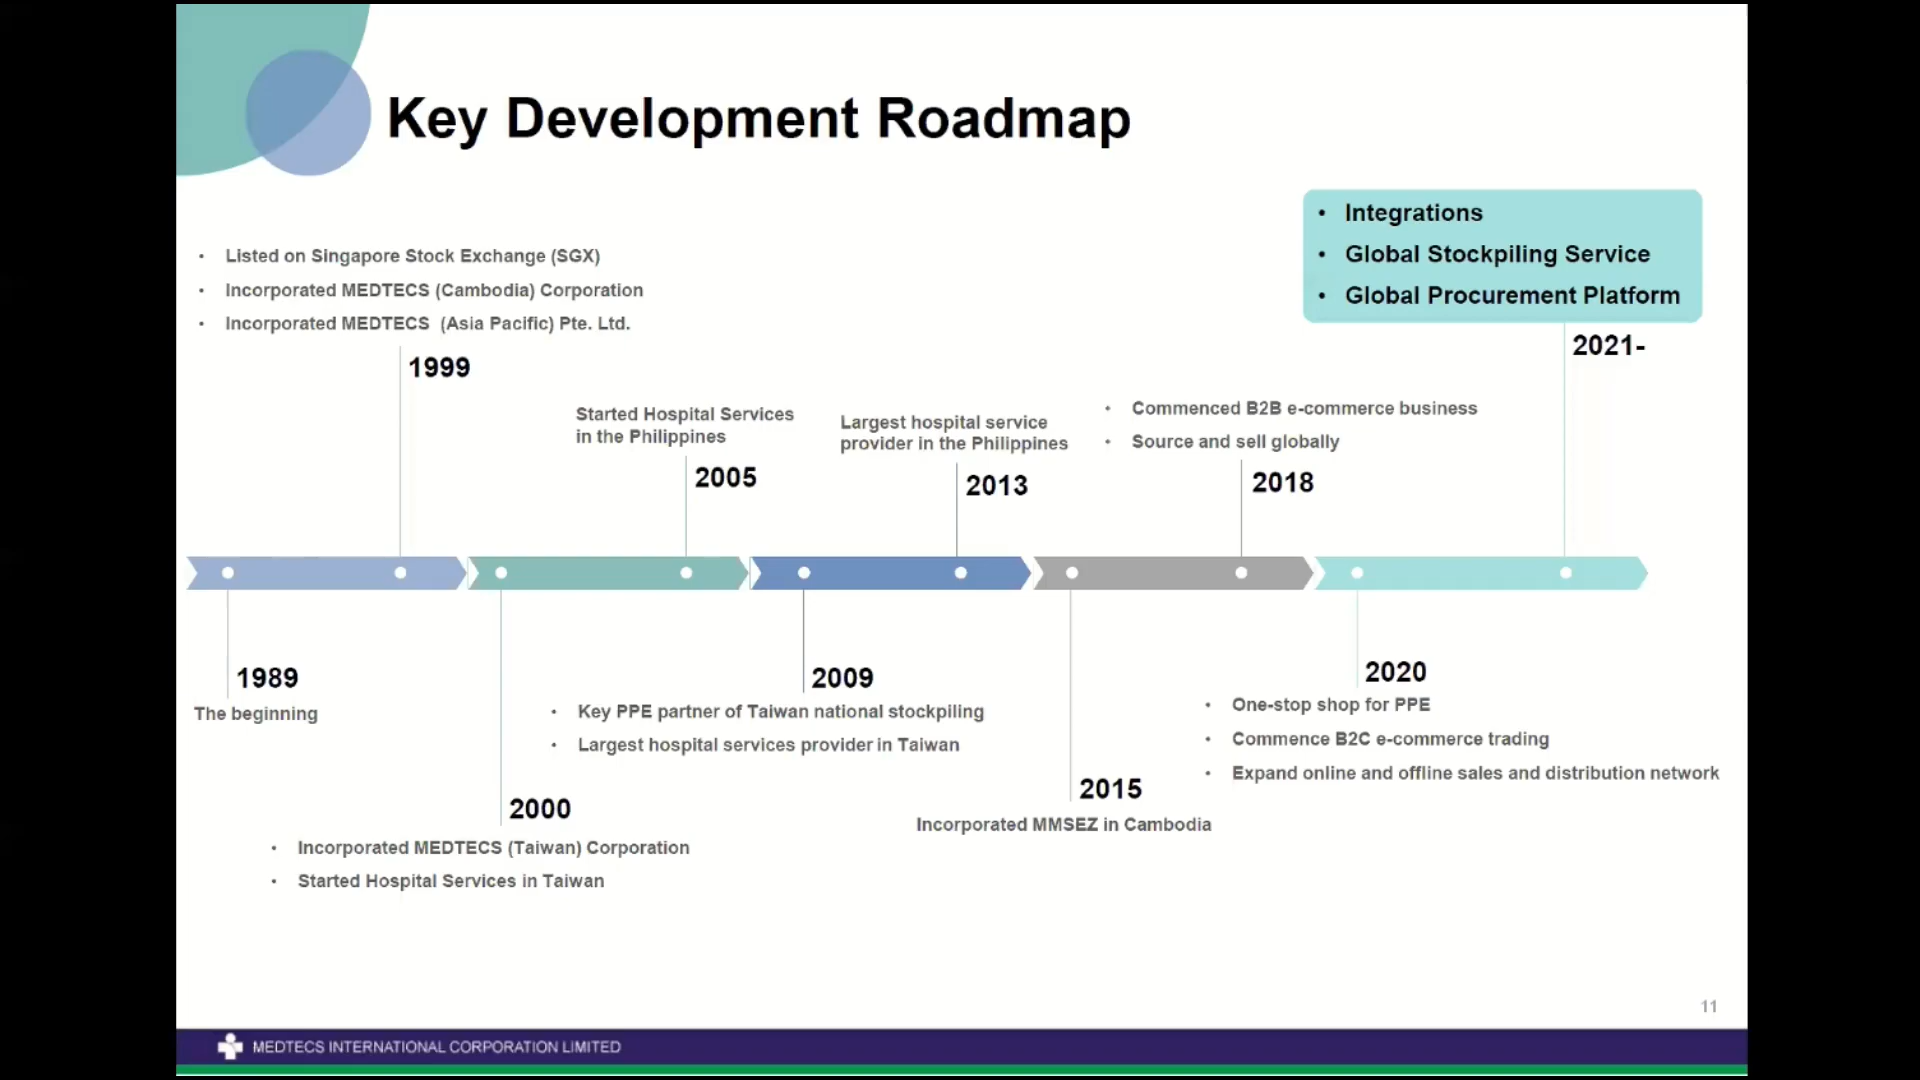 Key Development Roadmap
• Integrations
• Global Stockpiling Service
• Global Procurement Platform
2021-
• Listed on Singapore Stock Exchange (SGX)
• Incorporated MEDTECS (Cambodia) Corporation
• Incorporated MEDTECS (Asia Pacific) Pte. Ltd.
1999
Started Hospital Services
in the Philippines
2005
Largest hospital service
provider in the Philippines
2013
• Commenced B2B e-commerce business
• Source and sell globally
2018
1989
The beginning
2000
• Incorporated MEDTECS (Taiwan) Corporation
• Started Hospital Services in Taiwan
2009
• Key PPE partner of Taiwan national stockpiling
• Largest hospital services provider in Taiwan
2015
Incorporated MMSEZ in Cambodia
2020
• One-stop shop for PPE
• Commence B2C e-commerce trading
• Expand online and offline sales and distribution network
11
MEDTECS INTERNATIONAL CORPORATION LIMITED